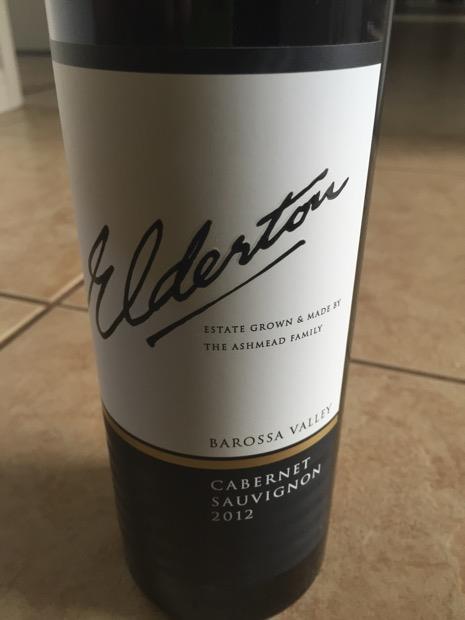 Elderton
ESTATE GROWN & MADE BY
THE ASHMEAD FAMILY
BAROSSA VALLEY
CABERNET
SAUVIGNON
2012